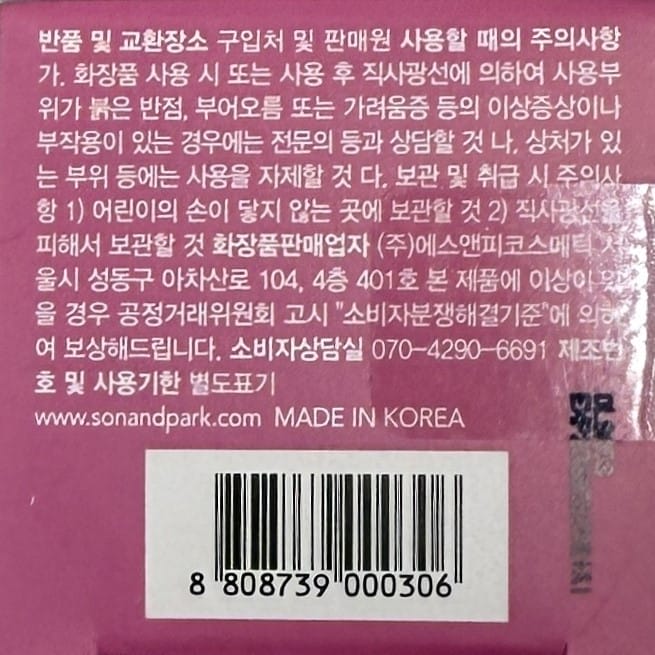 반품 및 교환장소 구입처 및 판매원 사용할 때의 주의사항
가. 화장품 사용 시 또는 사용 후 직사광선에 의하여 사용부
위가 붉은 반점, 부어오름 또는 가려움증 등의 이상증상이나
부작용이 있는 경우에는 전문의 등과 상담할 것 나. 상처가 있
는 부위 등에는 사용을 자제할 것 다. 보관 및 취급 시 주의사
항 1) 어린이의 손이 닿지 않는 곳에 보관할 것 2) 직사광선을
피해서 보관할 것 화장품판매업자 (주)에스앤피코스메틱 서
울시 성동구 아차산로 104, 4층 401호 본 제품에 이상이 있
을 경우 공정거래위원회 고시 "소비자분쟁해결기준"에 의하
여 보상해드립니다. 소비자상담실 070-4290-6691 제조번
호 및 사용기한 별도표기
www.sonandpark.com MADE IN KOREA
8 808739 000306